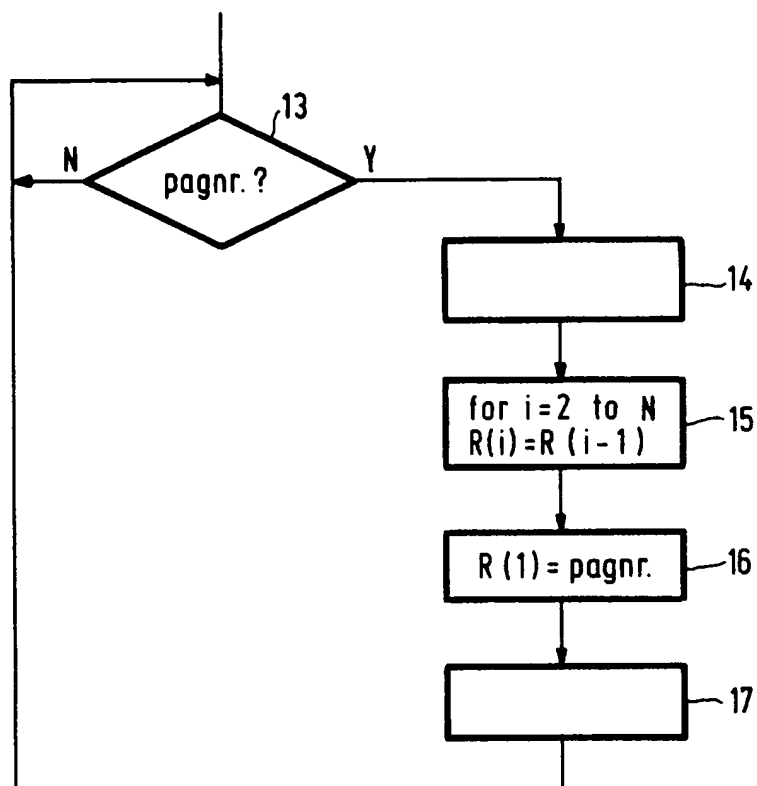 13
N
Y
pagnr. ?
14
for i=2 to N
R(i)=R (i-1)
15
R (1) = pagnr.
16
17